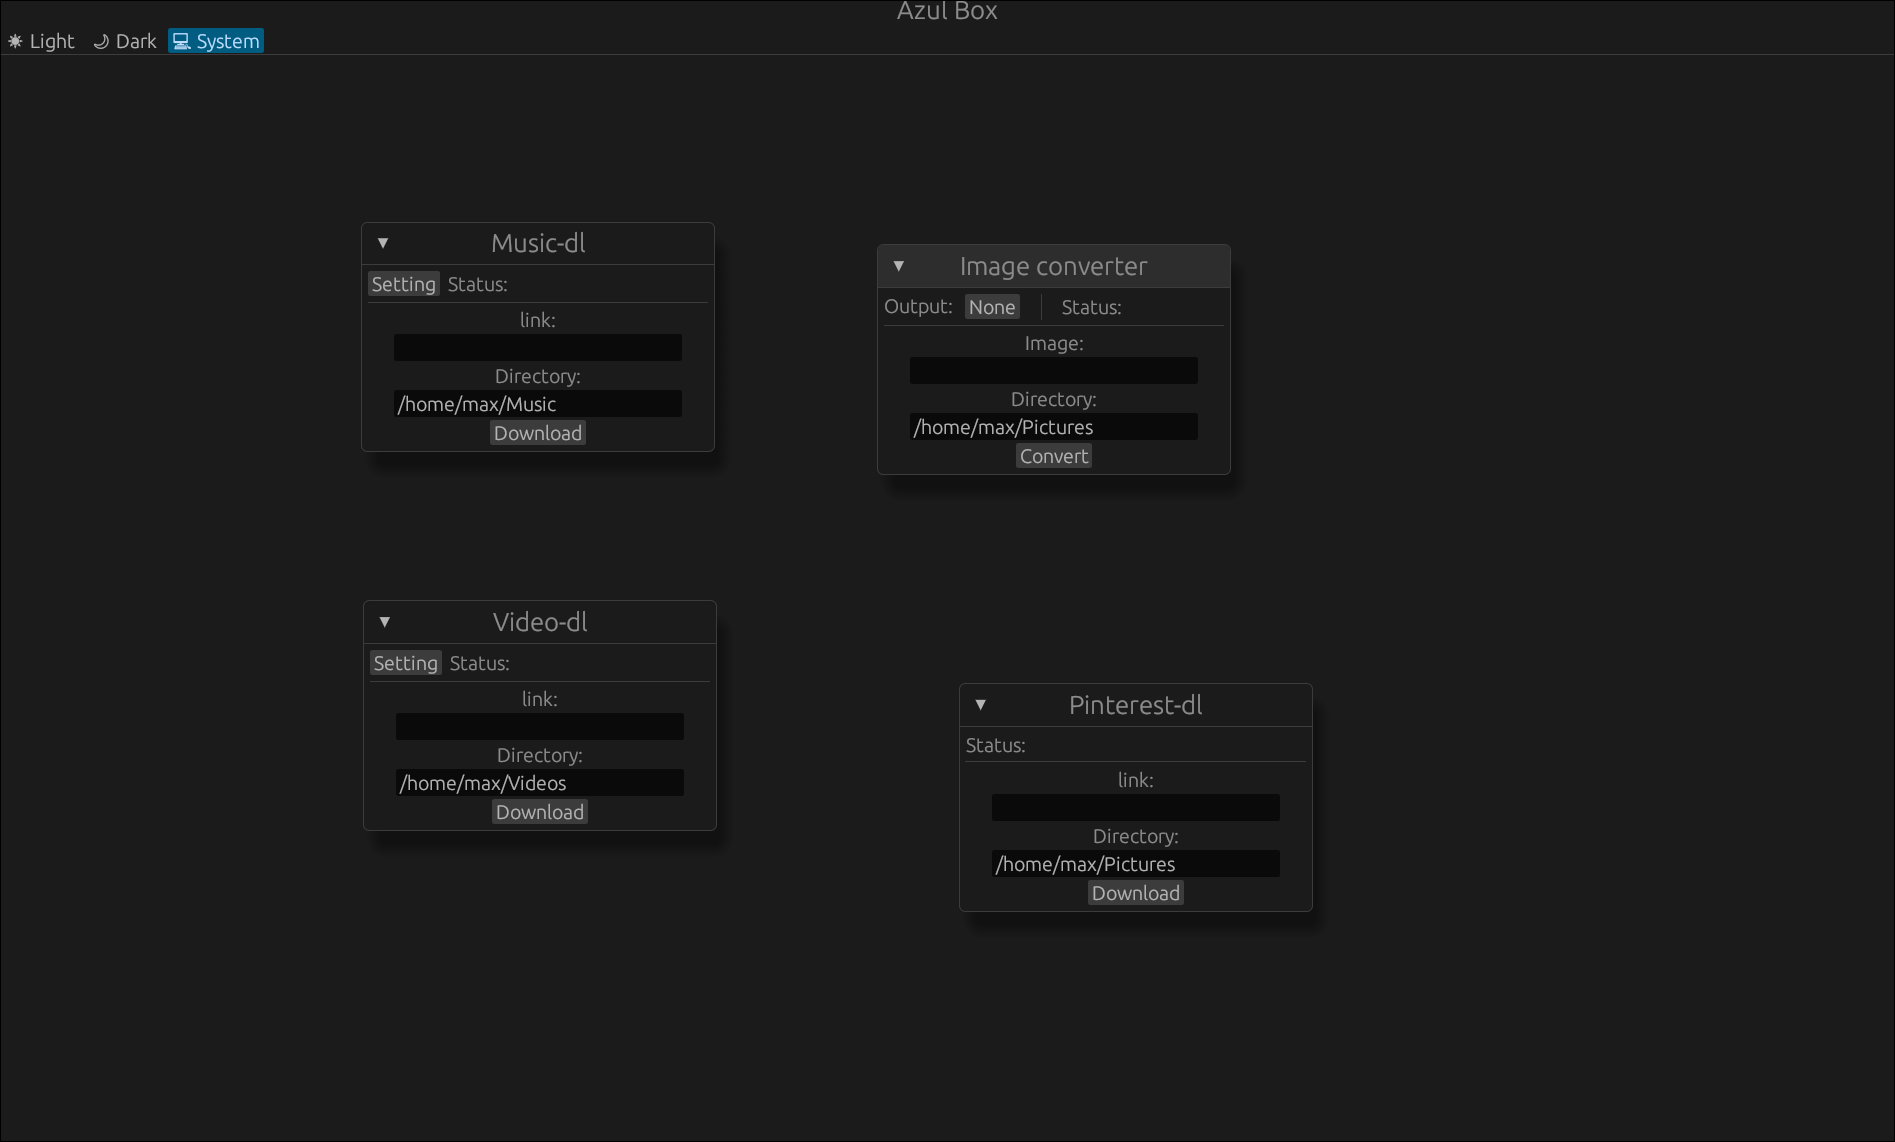 Azul Box
☀ Light 🌙 Dark 💻 System
Music-dl
Setting Status:
link:
Directory:
/home/max/Music
Download
Image converter
Output: None Status:
Image:
Directory:
/home/max/Pictures
Convert
Video-dl
Setting Status:
link:
Directory:
/home/max/Videos
Download
Pinterest-dl
Status:
link:
Directory:
/home/max/Pictures
Download